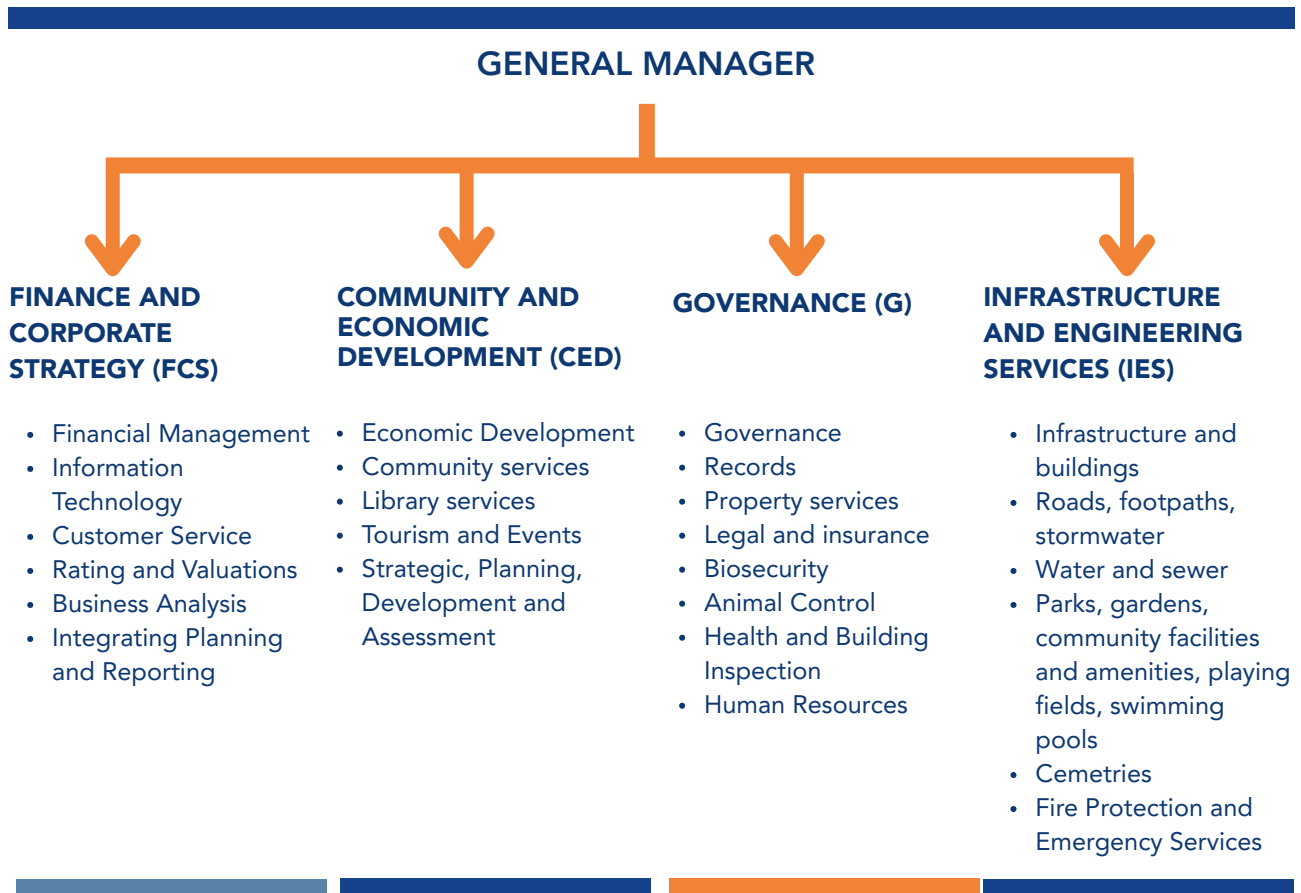 GENERAL MANAGER
FINANCE AND
CORPORATE
STRATEGY (FCS)
• Financial Management
• Information
Technology
• Customer Service
• Rating and Valuations
• Business Analysis
• Integrating Planning
and Reporting
COMMUNITY AND
ECONOMIC
DEVELOPMENT (CED)
• Economic Development
• Community services
• Library services
• Tourism and Events
• Strategic, Planning,
Development and
Assessment
GOVERNANCE (G)
• Governance
• Records
• Property services
• Legal and insurance
• Biosecurity
• Animal Control
• Health and Building
Inspection
• Human Resources
INFRASTRUCTURE
AND ENGINEERING
SERVICES (IES)
• Infrastructure and
buildings
• Roads, footpaths,
stormwater
• Water and sewer
• Parks, gardens,
community facilities
and amenities, playing
fields, swimming
pools
• Cemetries
• Fire Protection and
Emergency Services